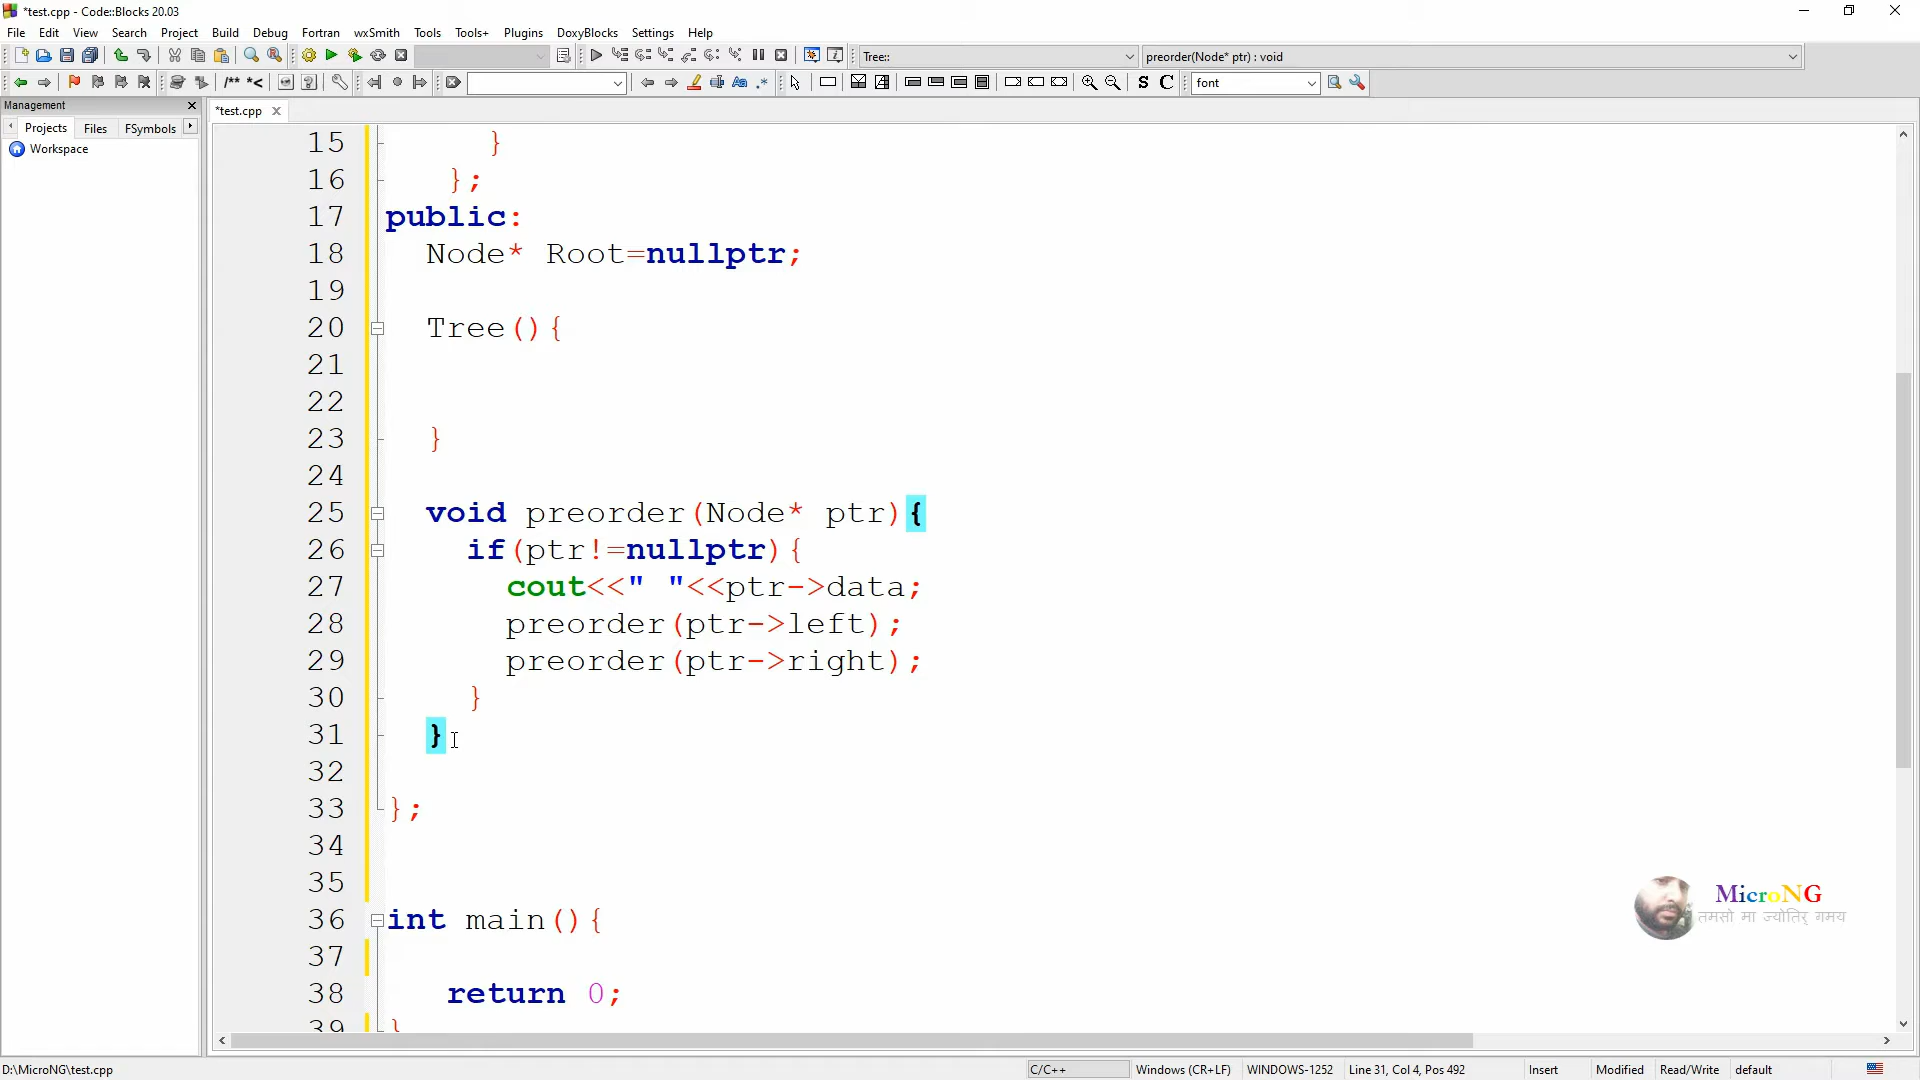 *test.cpp - Code::Blocks 20.03
File Edit View Search Project Build Debug Fortran wxSmith Tools Tools+ Plugins DoxyBlocks Settings Help
Tree:: preorder(Node* ptr) : void
/** *< Aa .* S C font
Management
*test.cpp
Projects Files FSymbols
Workspace
15 }
16 };
17 public:
18 Node* Root=nullptr;
19
20 Tree(){
21
22
23 }
24
25 void preorder(Node* ptr){
26 if(ptr!=nullptr){
27 cout<<" "<<ptr->data;
28 preorder(ptr->left);
29 preorder(ptr->right);
30 }
31 }
32
33 };
34
35
36 int main(){
37
38 return 0;
39 }
MicroNG
तमसो मा ज्योतिर् गमय
D:\MicroNG\test.cpp C/C++ Windows (CR+LF) WINDOWS-1252 Line 31, Col 4, Pos 492 Insert Modified Read/Write default